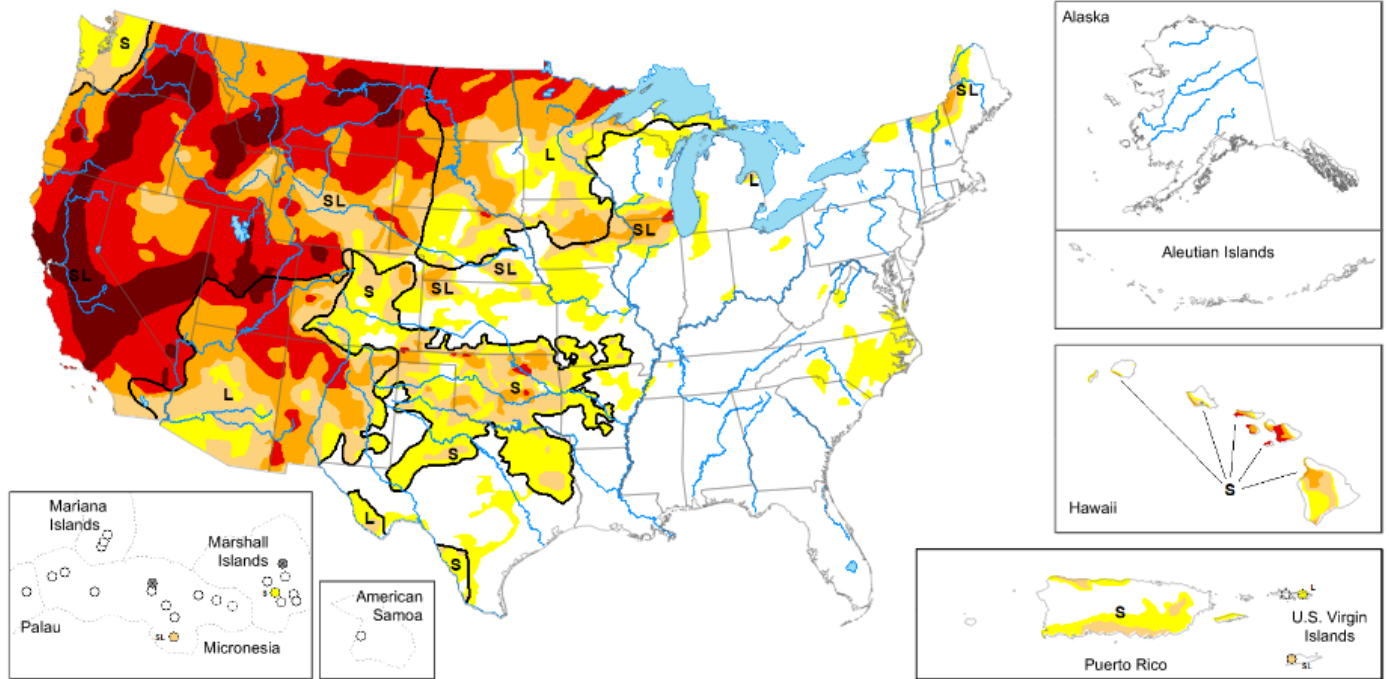 Alaska
Aleutian Islands
S
SL
L
L
SL
SL
S
SL
SL
SL
S
L
S
S
L
S
Hawaii
S
Mariana
Islands
Marshall
Islands
S
Palau
SL
Micronesia
American
Samoa
S
L
U.S. Virgin
Islands
SL
Puerto Rico